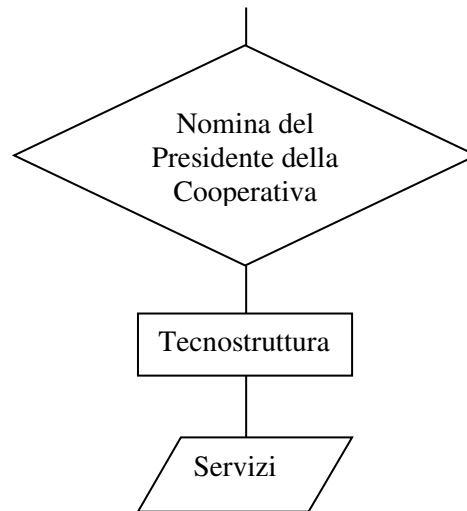 Nomina del
Presidente della
Cooperativa
Tecnostruttura
Servizi